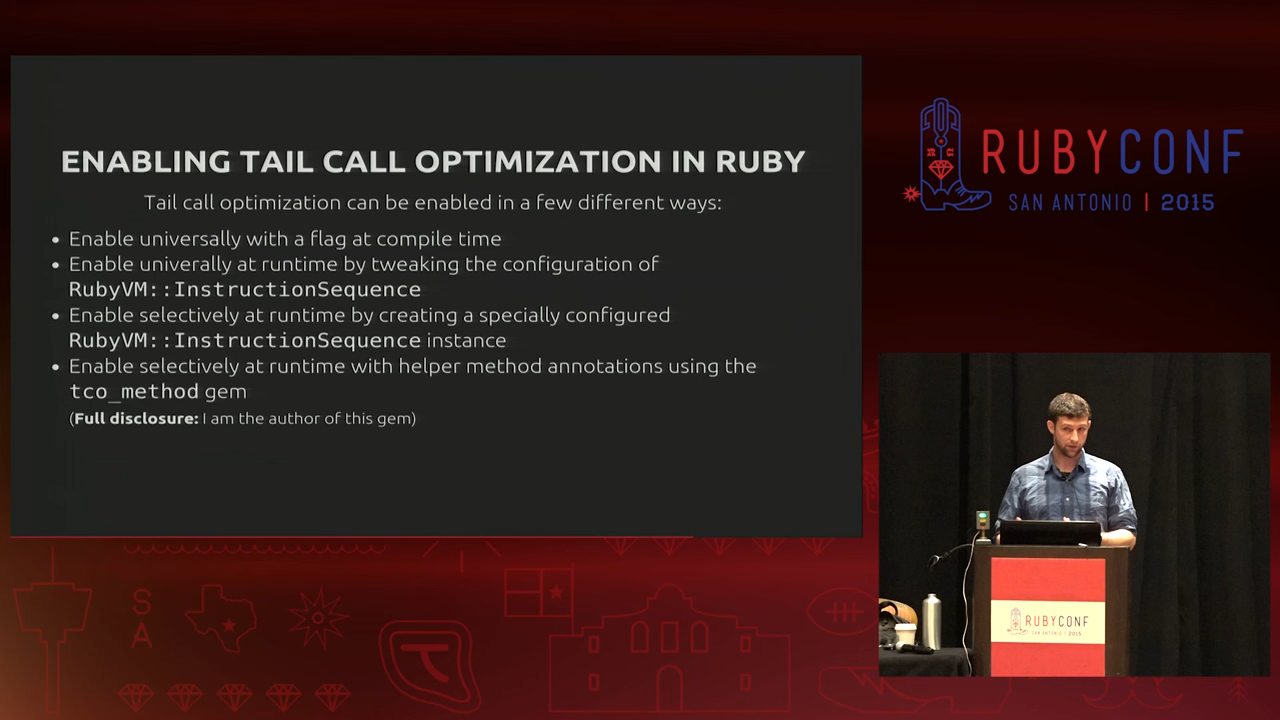 ENABLING TAIL CALL OPTIMIZATION IN RUBY
Tail call optimization can be enabled in a few different ways:
• Enable universally with a flag at compile time
• Enable univerally at runtime by tweaking the configuration of
RubyVM::InstructionSequence
• Enable selectively at runtime by creating a specially configured
RubyVM::InstructionSequence instance
• Enable selectively at runtime with helper method annotations using the
tco_method gem
(Full disclosure: I am the author of this gem)
RUBYCONF
SAN ANTONIO | 2015
RUBYCONF
SAN ANTONIO | 2015
S
A